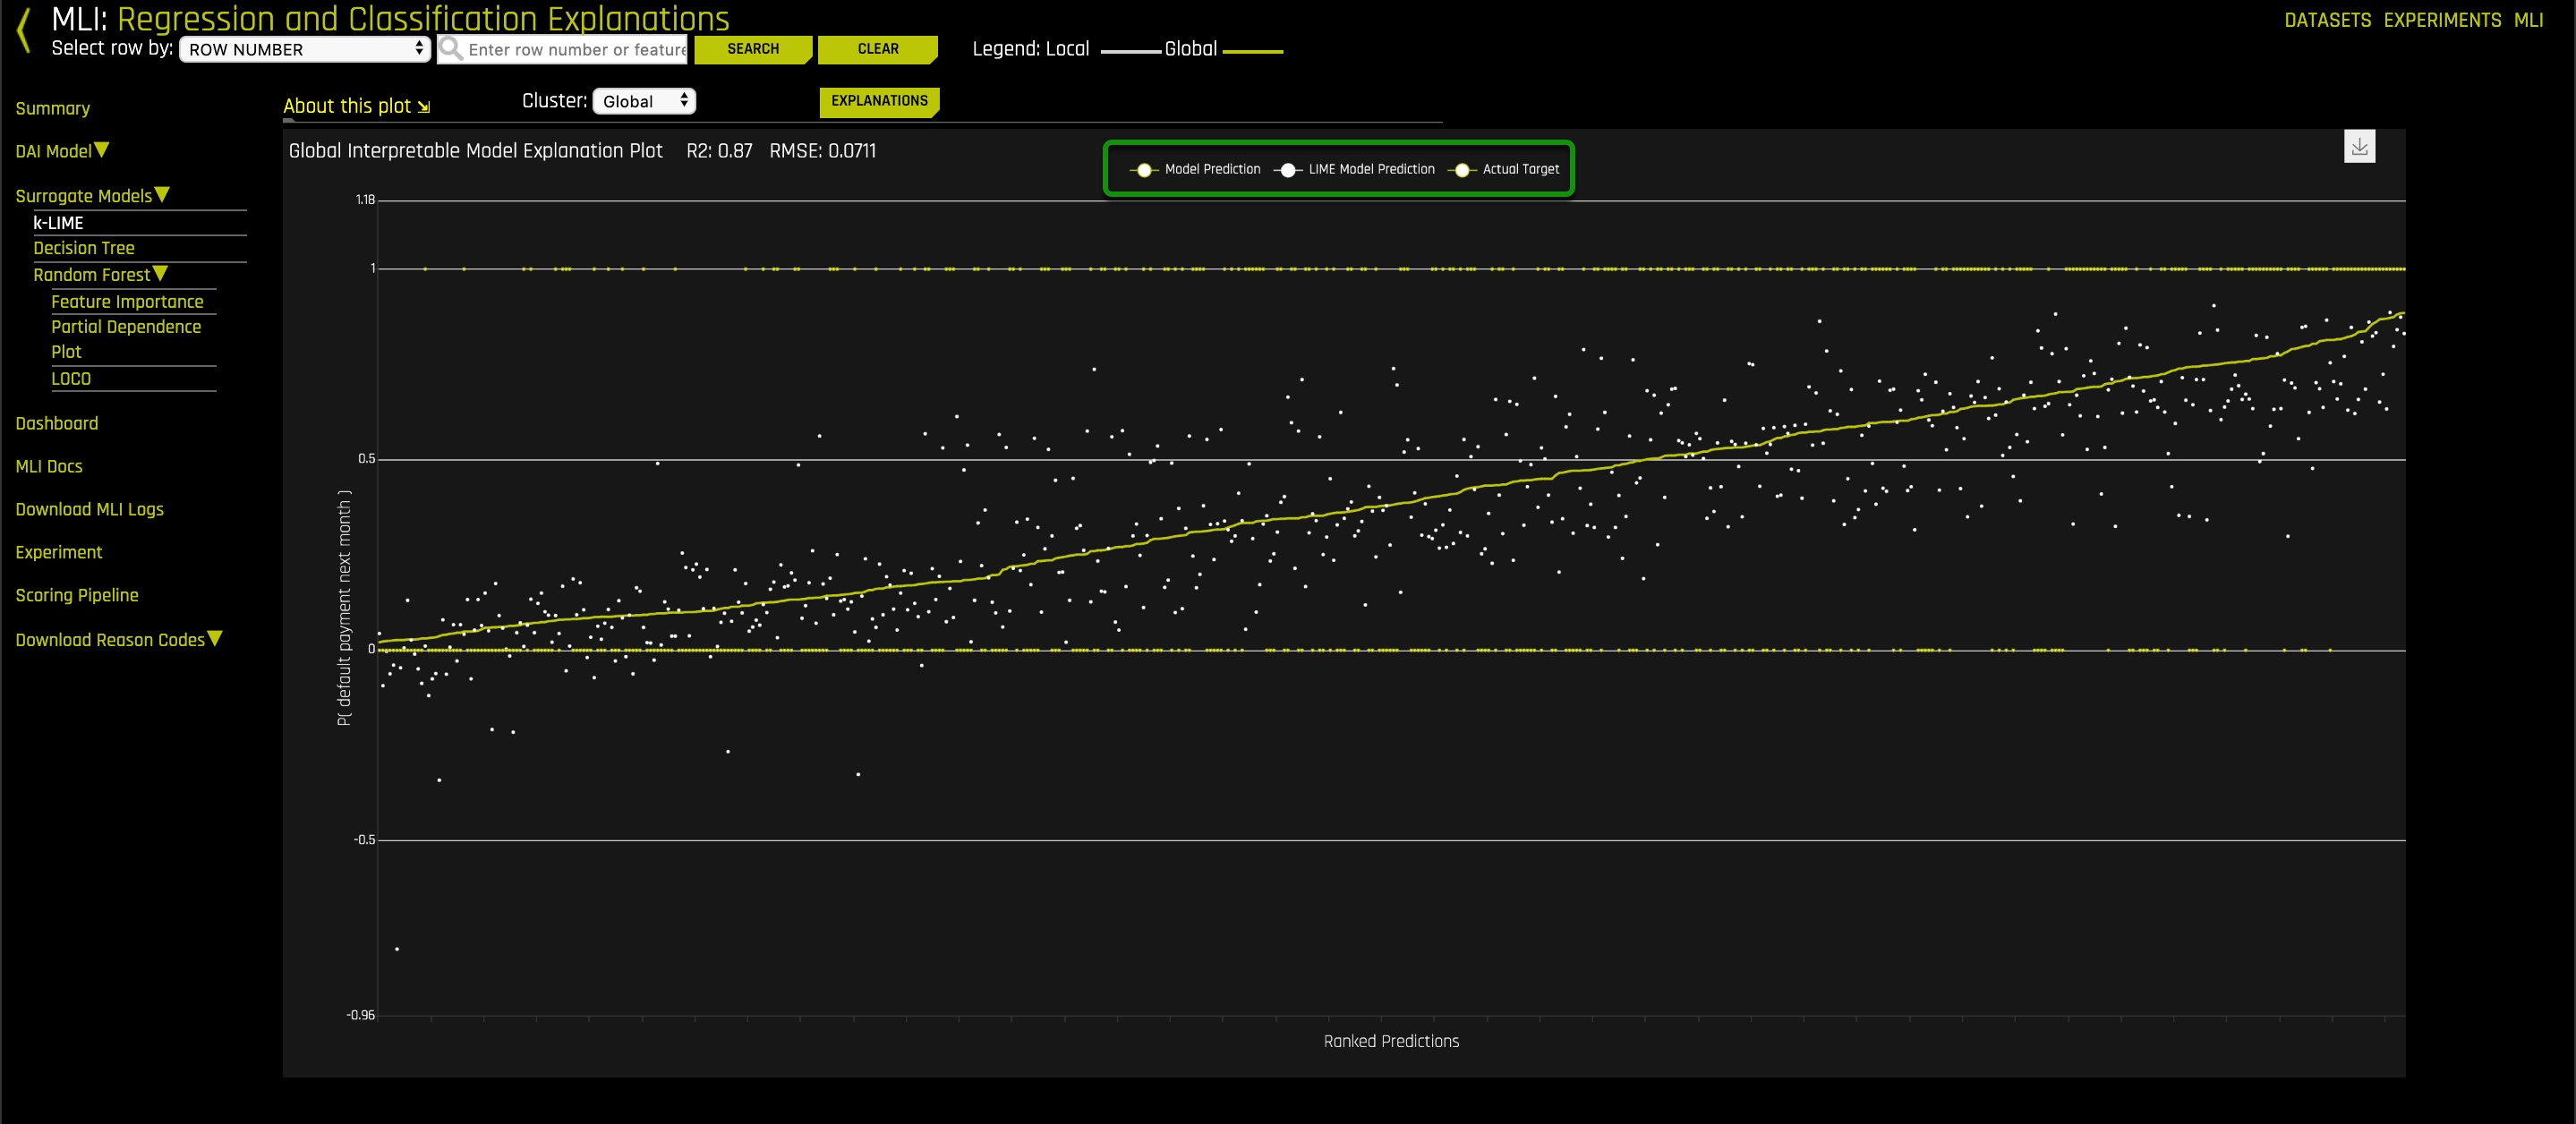 MLI: Regression and Classification Explanations
DATASETS EXPERIMENTS MLI
Select row by: ROW NUMBER Enter row number or feature SEARCH CLEAR Legend: Local Global
About this plot Cluster: Global EXPLANATIONS
Summary
DAI Model
Surrogate Models
k-LIME
Decision Tree
Random Forest
Feature Importance
Partial Dependence
Plot
LOCO
Dashboard
MLI Docs
Download MLI Logs
Experiment
Scoring Pipeline
Download Reason Codes
Global Interpretable Model Explanation Plot R2: 0.87 RMSE: 0.0711
Model Prediction LIME Model Prediction Actual Target
1.18
1
0.5
0
-0.5
-0.96
P( default payment next month )
Ranked Predictions